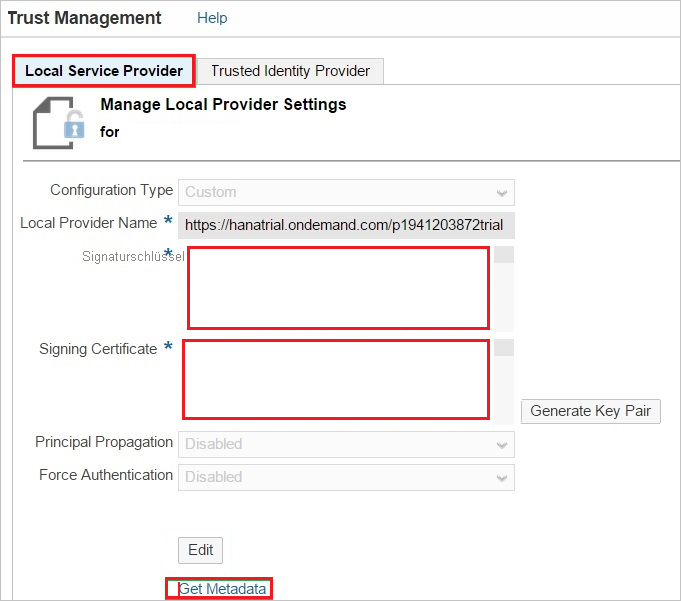 Trust Management Help
Local Service Provider Trusted Identity Provider
Manage Local Provider Settings
for
Configuration Type Custom
Local Provider Name * https://hanatrial.ondemand.com/p1941203872trial
Signaturschlüssel *
Signing Certificate *
Generate Key Pair
Principal Propagation Disabled
Force Authentication Disabled
Edit
Get Metadata